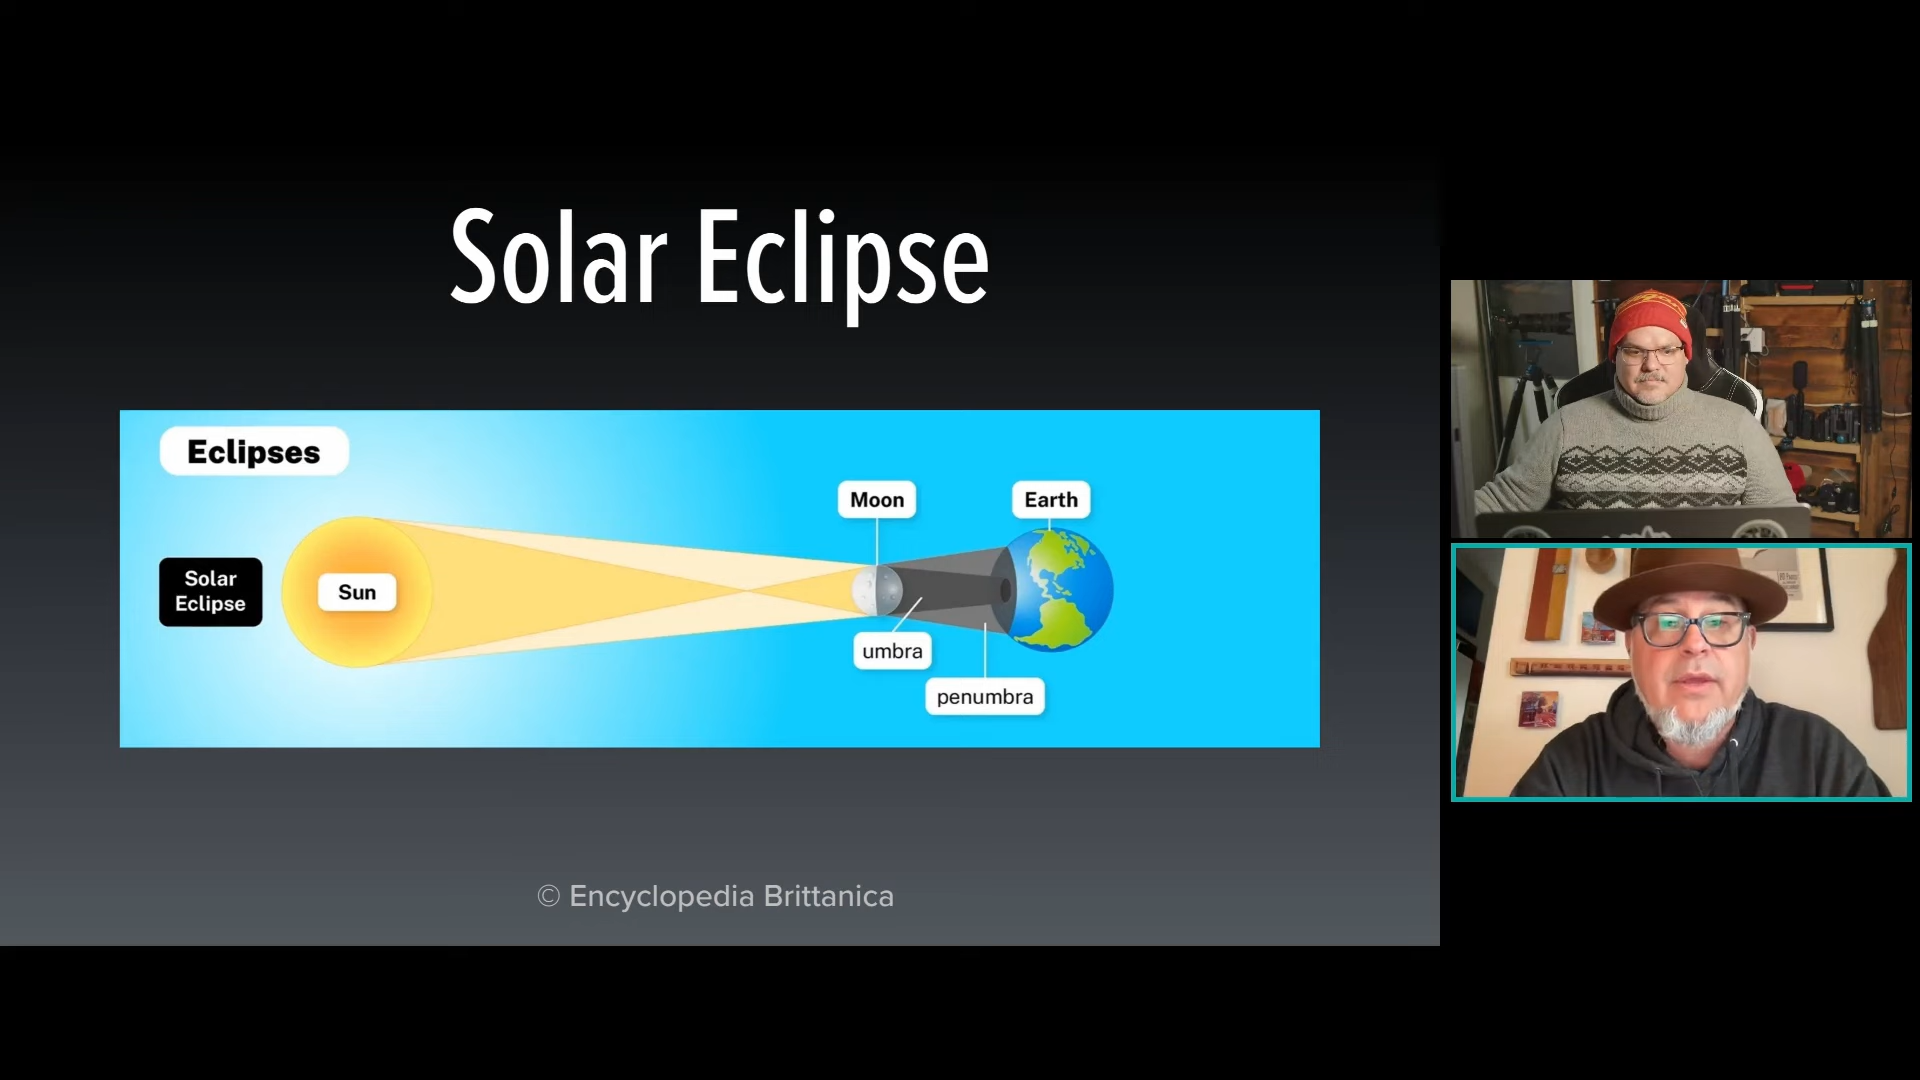 Solar Eclipse
Eclipses
Moon
Earth
Solar
Eclipse
Sun
umbra
penumbra
© Encyclopedia Brittanica